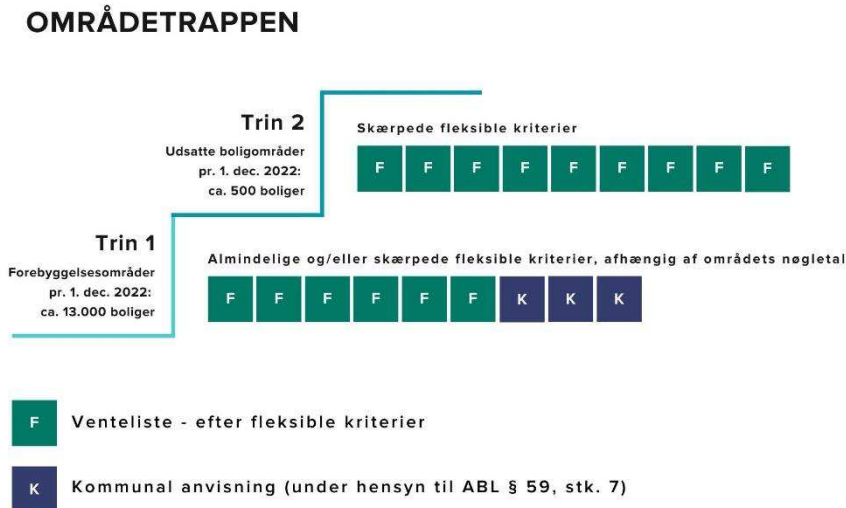 OMRÅDETRAPPEN
Trin 2
Udsatte boligområder
pr. 1. dec. 2022:
ca. 500 boliger
Skærpede fleksible kriterier
F F F F F F F F F
Trin 1
Forebyggelsesområder
pr. 1. dec. 2022:
ca. 13.000 boliger
Almindelige og/eller skærpede fleksible kriterier, afhængig af områdets nøgletal
F F F F F F K K K
F Venteliste - efter fleksible kriterier
K Kommunal anvisning (under hensyn til ABL § 59, stk. 7)